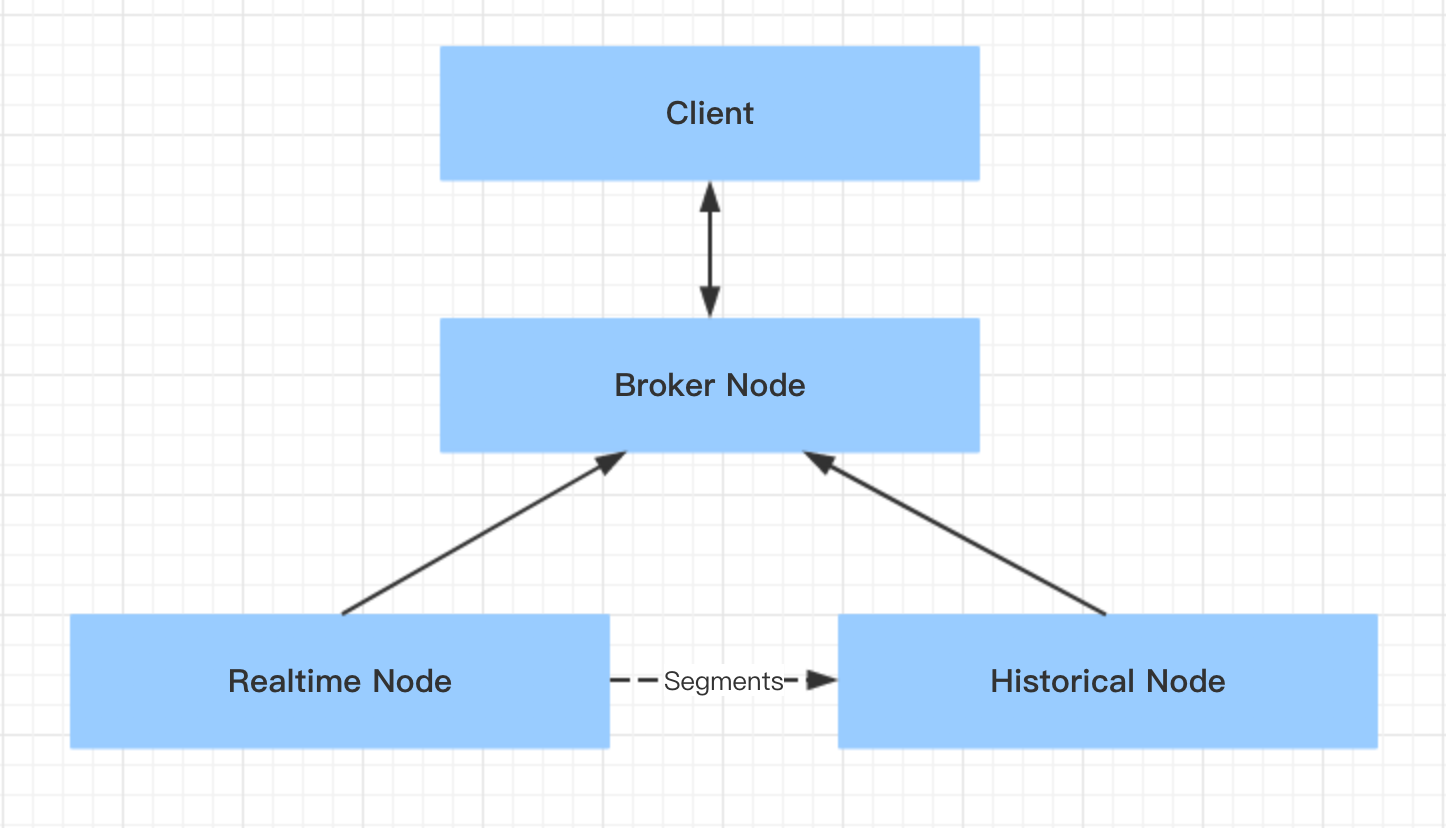 Client
Broker Node
Realtime Node
Segments
Historical Node